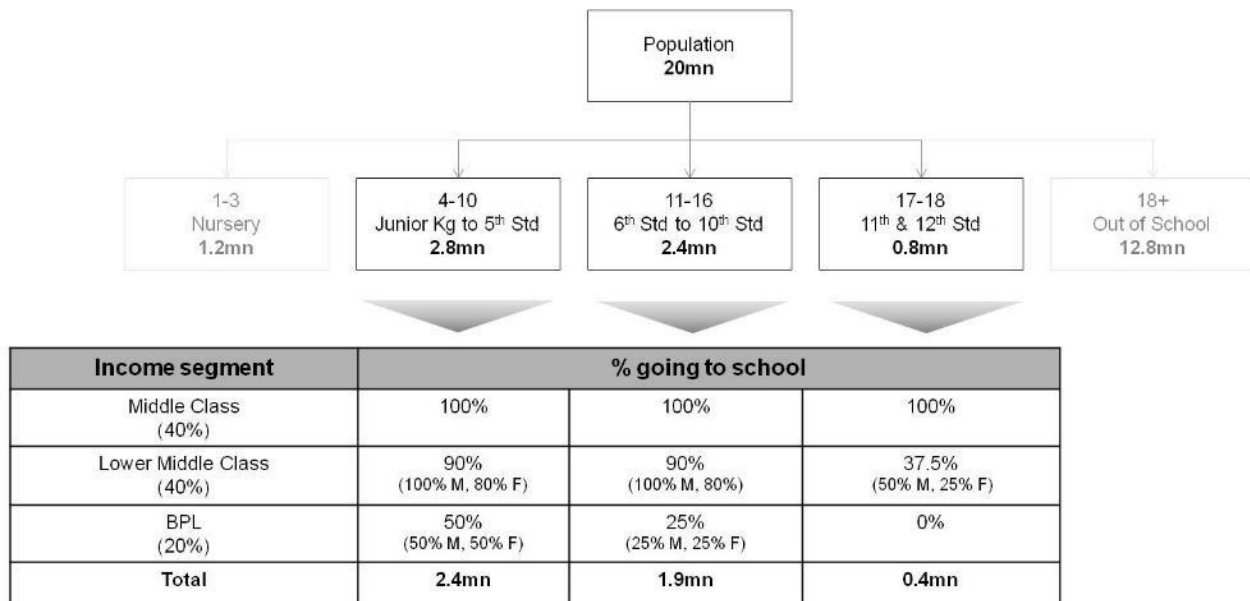 Population
20mn
1-3
Nursery
1.2mn
4-10
Junior Kg to 5th Std
2.8mn
11-16
6th Std to 10th Std
2.4mn
17-18
11th & 12th Std
0.8mn
18+
Out of School
12.8mn
Income segment
% going to school
Middle Class
(40%)
100%
100%
100%
Lower Middle Class
(40%)
90%
(100% M, 80% F)
90%
(100% M, 80%)
37.5%
(50% M, 25% F)
BPL
(20%)
50%
(50% M, 50% F)
25%
(25% M, 25% F)
0%
Total
2.4mn
1.9mn
0.4mn